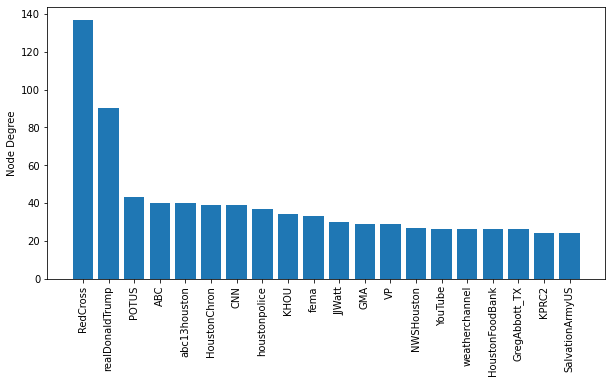 140
120
100
80
60
40
20
0
Node Degree
RedCross
realDonaldTrump
POTUS
ABC
abc13houston
HoustonChron
CNN
houstonpolice
KHOU
fema
JJWatt
GMA
VP
NWSHouston
YouTube
weatherchannel
HoustonFoodBank
GregAbbott_TX
KPRC2
SalvationArmyUS